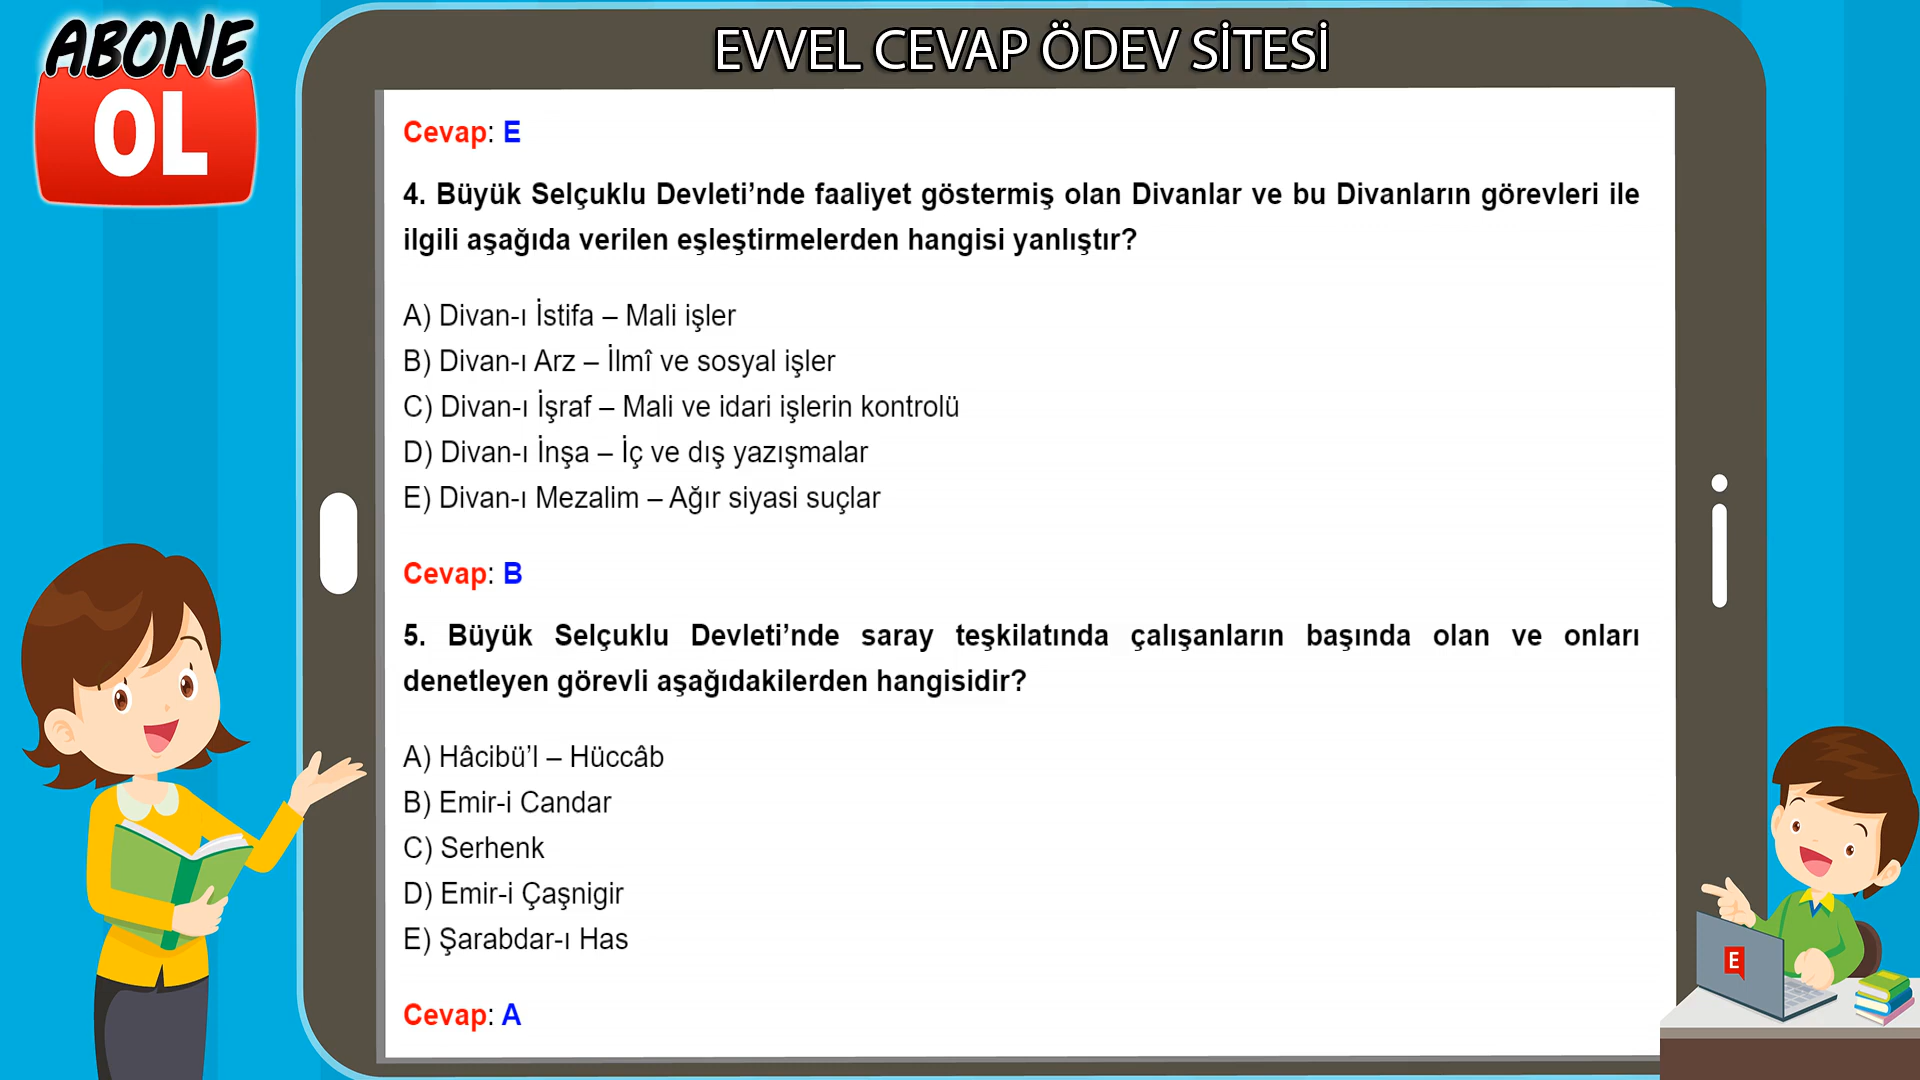 ABONE
OL
EVVEL CEVAP ÖDEV SİTESİ
Cevap: E
4. Büyük Selçuklu Devleti’nde faaliyet göstermiş olan Divanlar ve bu Divanların görevleri ile
ilgili aşağıda verilen eşleştirmelerden hangisi yanlıştır?
A) Divan-ı İstifa – Mali işler
B) Divan-ı Arz – İlmî ve sosyal işler
C) Divan-ı İşraf – Mali ve idari işlerin kontrolü
D) Divan-ı İnşa – İç ve dış yazışmalar
E) Divan-ı Mezalim – Ağır siyasi suçlar
Cevap: B
5. Büyük Selçuklu Devleti’nde saray teşkilatında çalışanların başında olan ve onları
denetleyen görevli aşağıdakilerden hangisidir?
A) Hâcibü’l – Hüccâb
B) Emir-i Candar
C) Serhenk
D) Emir-i Çaşnigir
E) Şarabdar-ı Has
Cevap: A
E